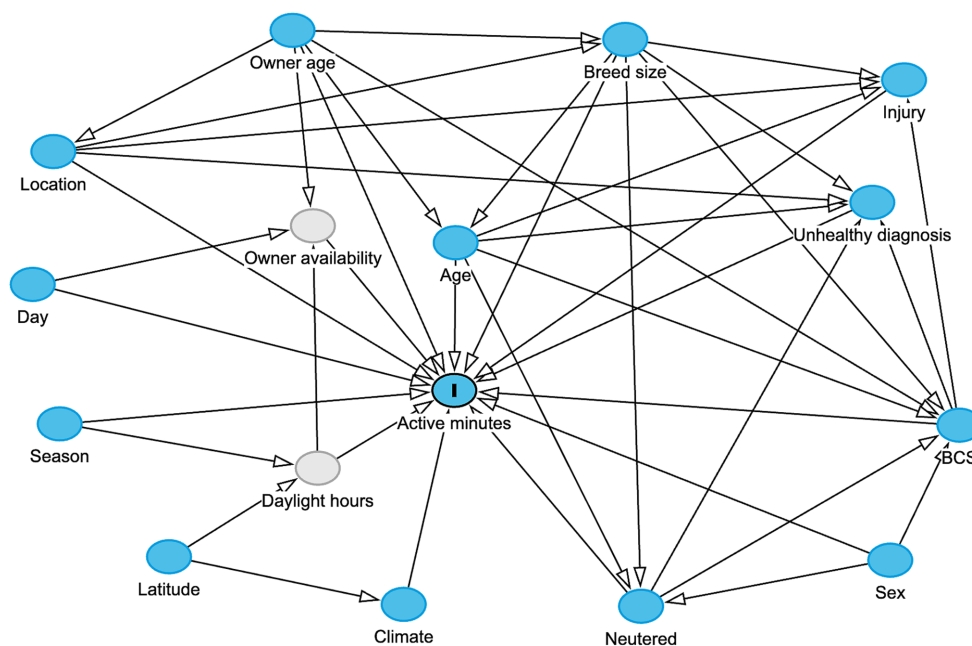 Owner age
Breed size
Injury
Location
Unhealthy diagnosis
Owner availability
Age
Day
I
Active minutes
Season
BCS
Daylight hours
Latitude
Sex
Climate
Neutered